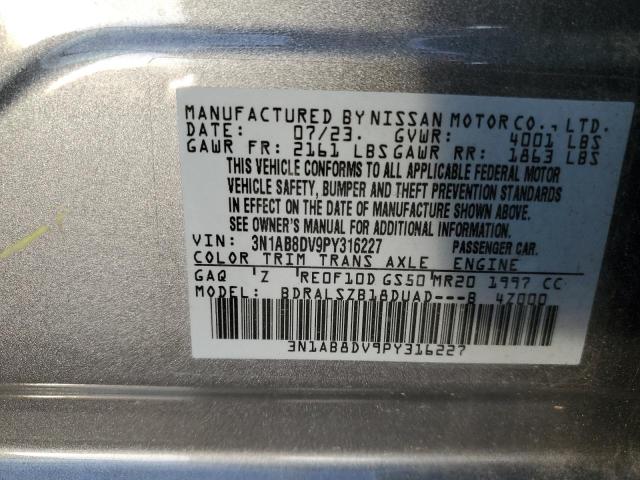 MANUFACTURED BY NISSAN MOTOR CO., LTD.
DATE: 07/23. GVWR: 4001 LBS
GAWR FR: 2161 LBS GAWR RR: 1863 LBS
THIS VEHICLE CONFORMS TO ALL APPLICABLE FEDERAL MOTOR
VEHICLE SAFETY, BUMPER AND THEFT PREVENTION STANDARDS
IN EFFECT ON THE DATE OF MANUFACTURE SHOWN ABOVE.
SEE OWNER'S MANUAL FOR ADDITIONAL INFORMATION.
VIN: 3N1AB8DV9PY316227 PASSENGER CAR.
COLOR TRIM TRANS AXLE ENGINE
GAQ Z RE0F10D GS50 MR20 1997 CC
MODEL: BDRALSZB18DUAD---B 4Z000
3N1AB8DV9PY316227